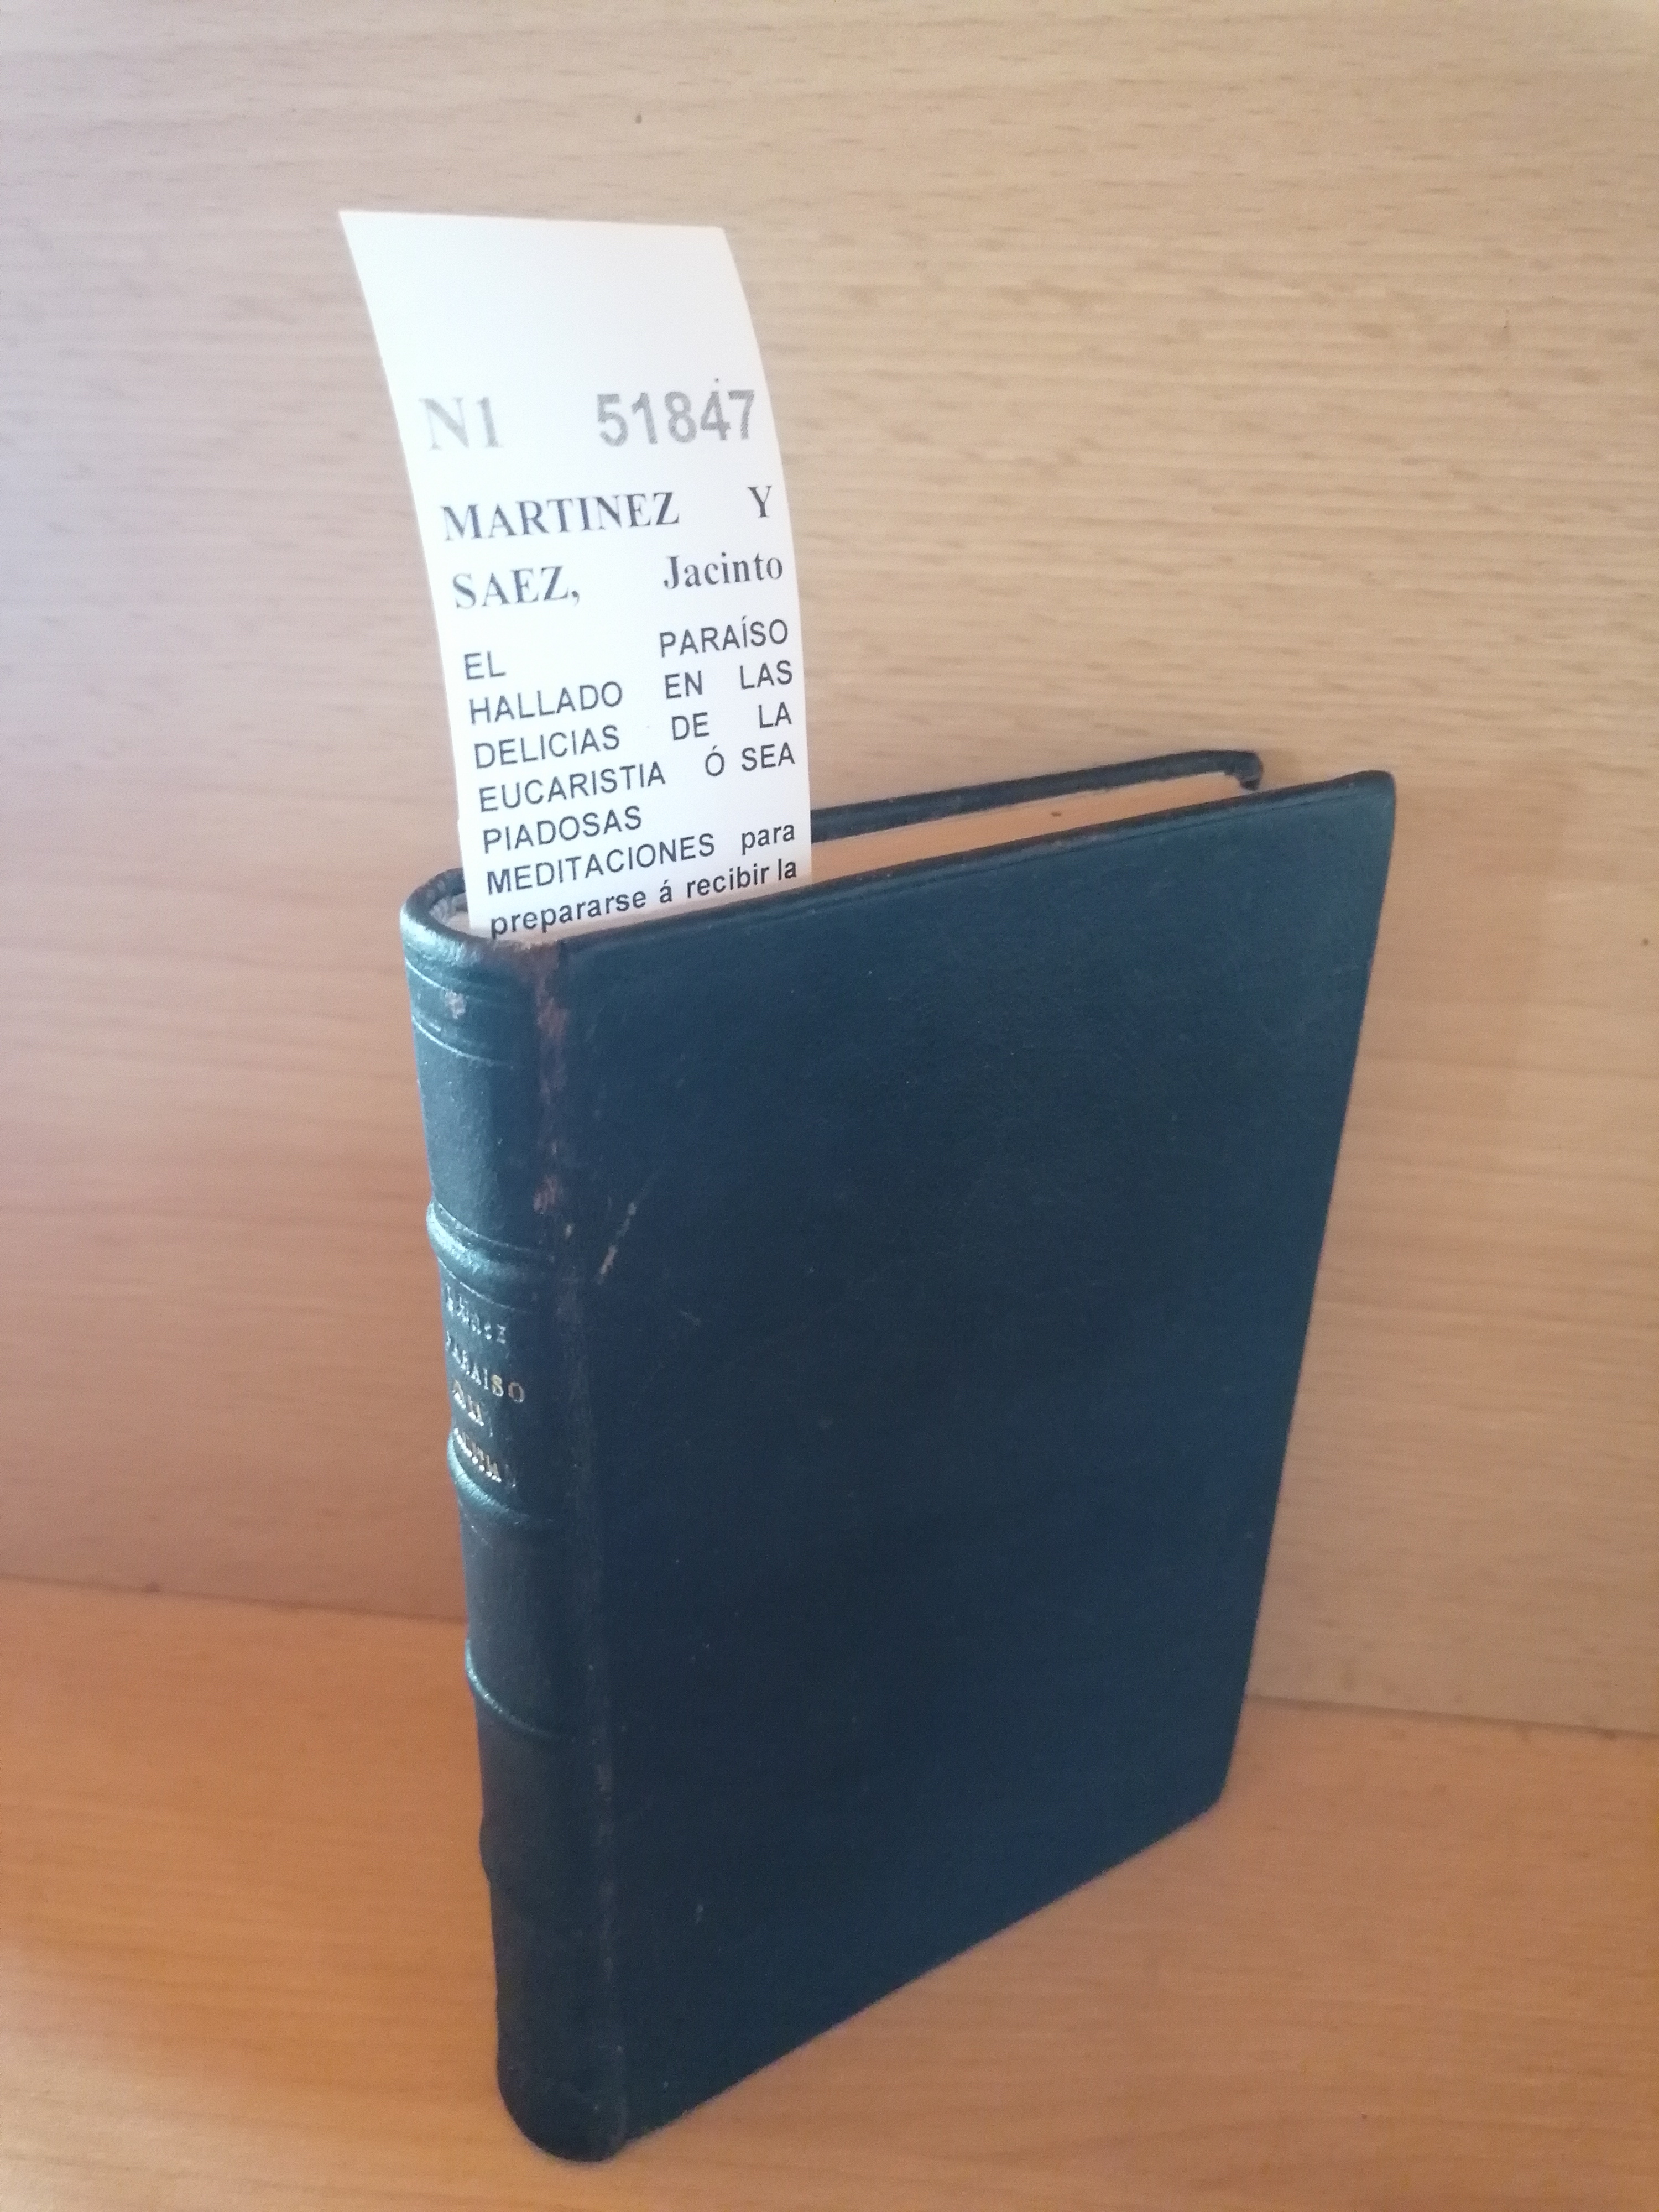 N1 51847
MARTINEZ Y
SAEZ, Jacinto
EL PARAÍSO
HALLADO EN LAS
DELICIAS DE LA
EUCARISTIA Ó SEA
PIADOSAS
MEDITACIONES para
prepararse á recibir la
PARAISO